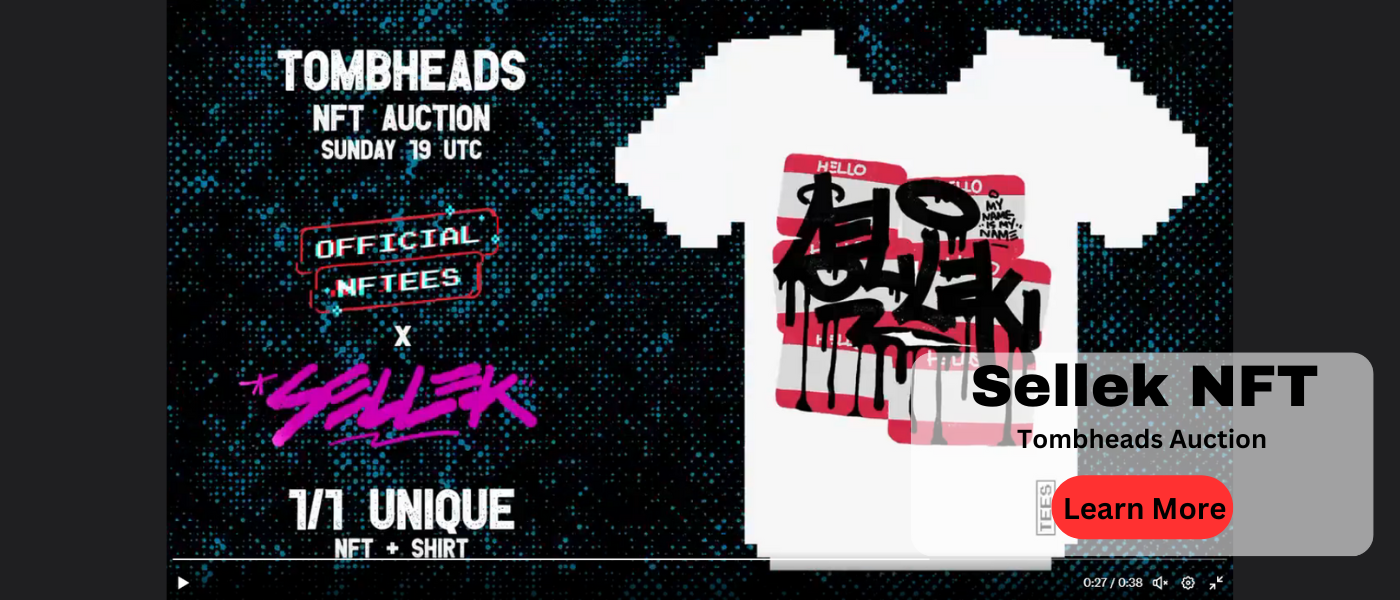 TOMBHEADS
NFT AUCTION
SUNDAY 19 UTC
OFFICIAL
NFTEES
X
SELLEK
1/1 UNIQUE
NFT + SHIRT
HELLO
MY
NAME
IS MY
NAME
SELLEK
TEES
Sellek NFT
Tombheads Auction
Learn More
0:27 / 0:38